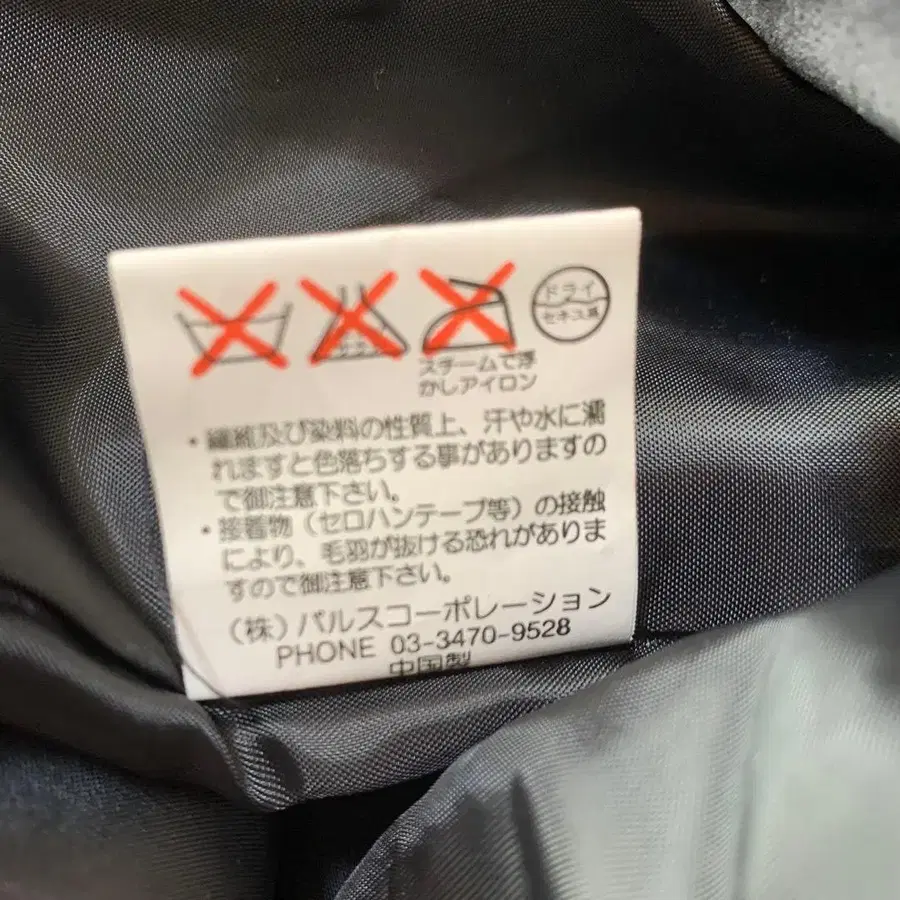 ドライ
セキユ系
スチームで浮
かしアイロン
・繊維及び染料の性質上、汗や水に濡
れますと色落ちする事がありますの
で御注意下さい。
・接着物（セロハンテープ等）の接触
により、毛羽が抜ける恐れがありま
すので御注意下さい。
（株）パルスコーポレーション
PHONE 03-3470-9528
中国製